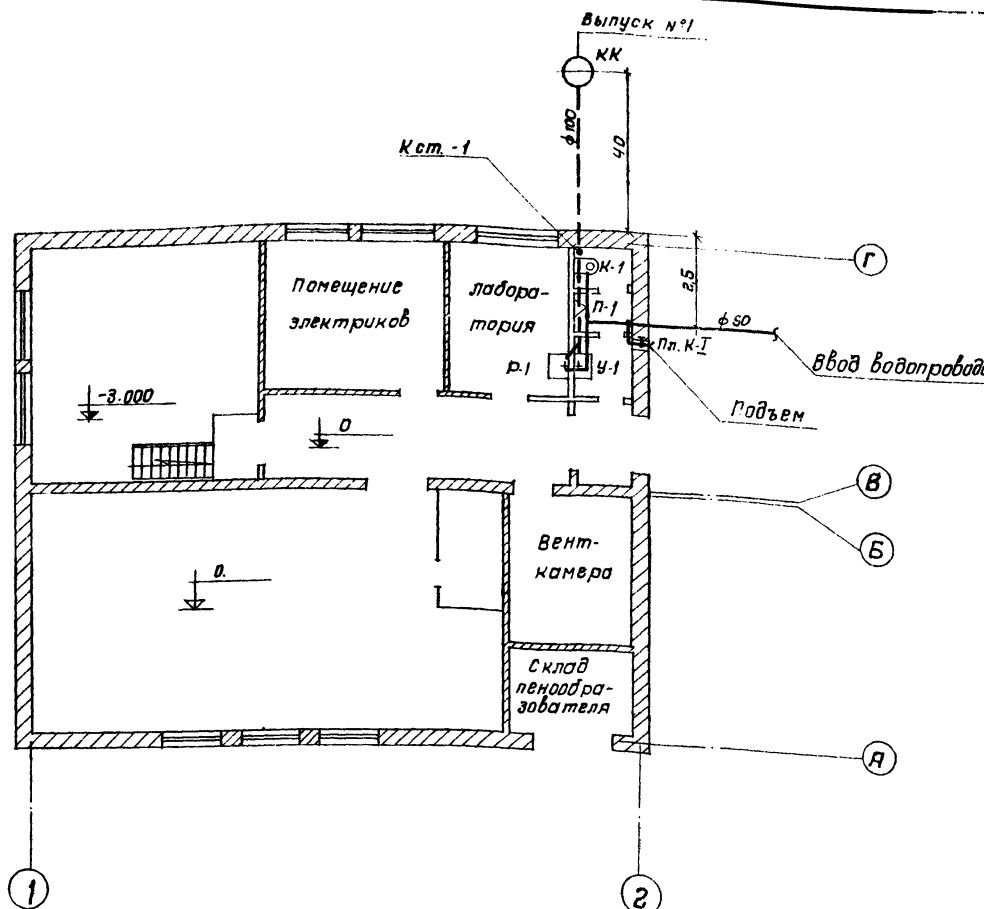 Выпуск №1
КК
ф100
40
Кст.-1
Г
2,5
К-1
Помещение
электриков
лабора-
тория
П-1
ф50
Пл. К-I
р.1
У-1
Ввод водопровода
-3.000
0
Подъем
В
Б
Вент-
камера
0.
Склад
пенообра-
зователя
А
1
2